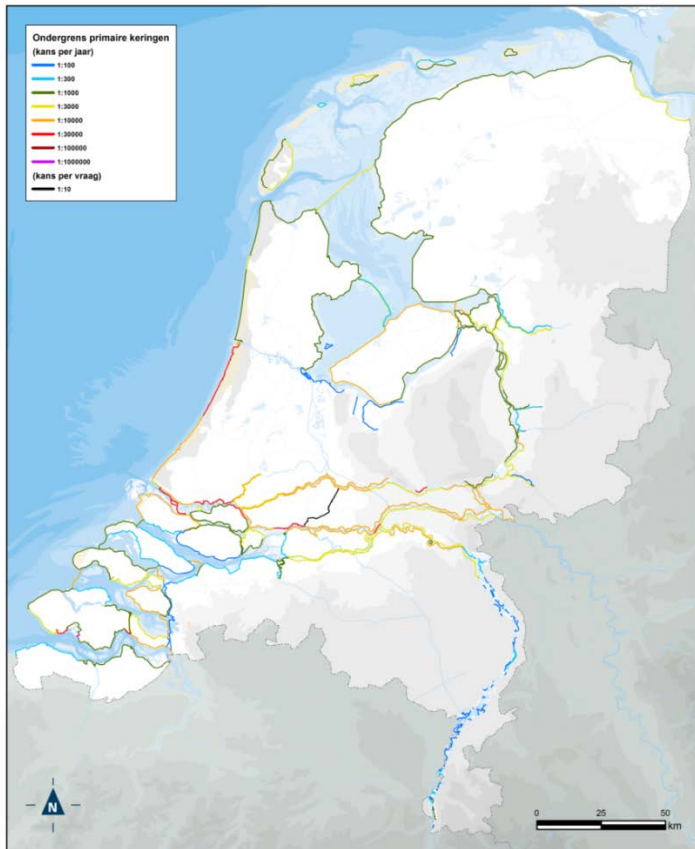 Ondergrens primaire keringen
(kans per jaar)
1:100
1:300
1:1000
1:3000
1:10000
1:30000
1:100000
1:1000000
(kans per vraag)
1:10
N
0 25 50
km